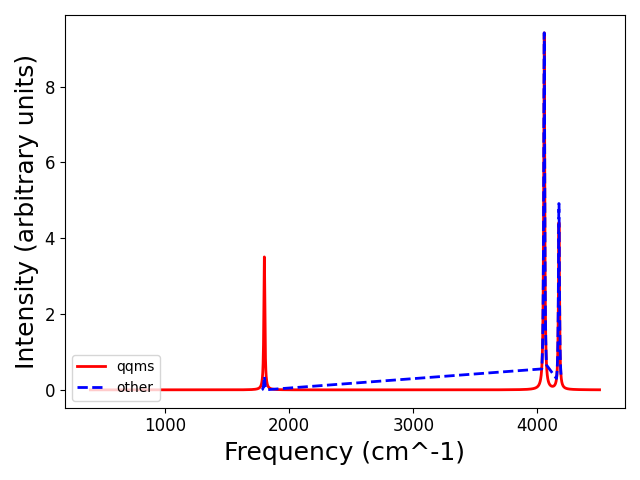 Intensity (arbitrary units)
8
6
4
2
0
qqms
other
1000
2000
3000
4000
Frequency (cm^-1)